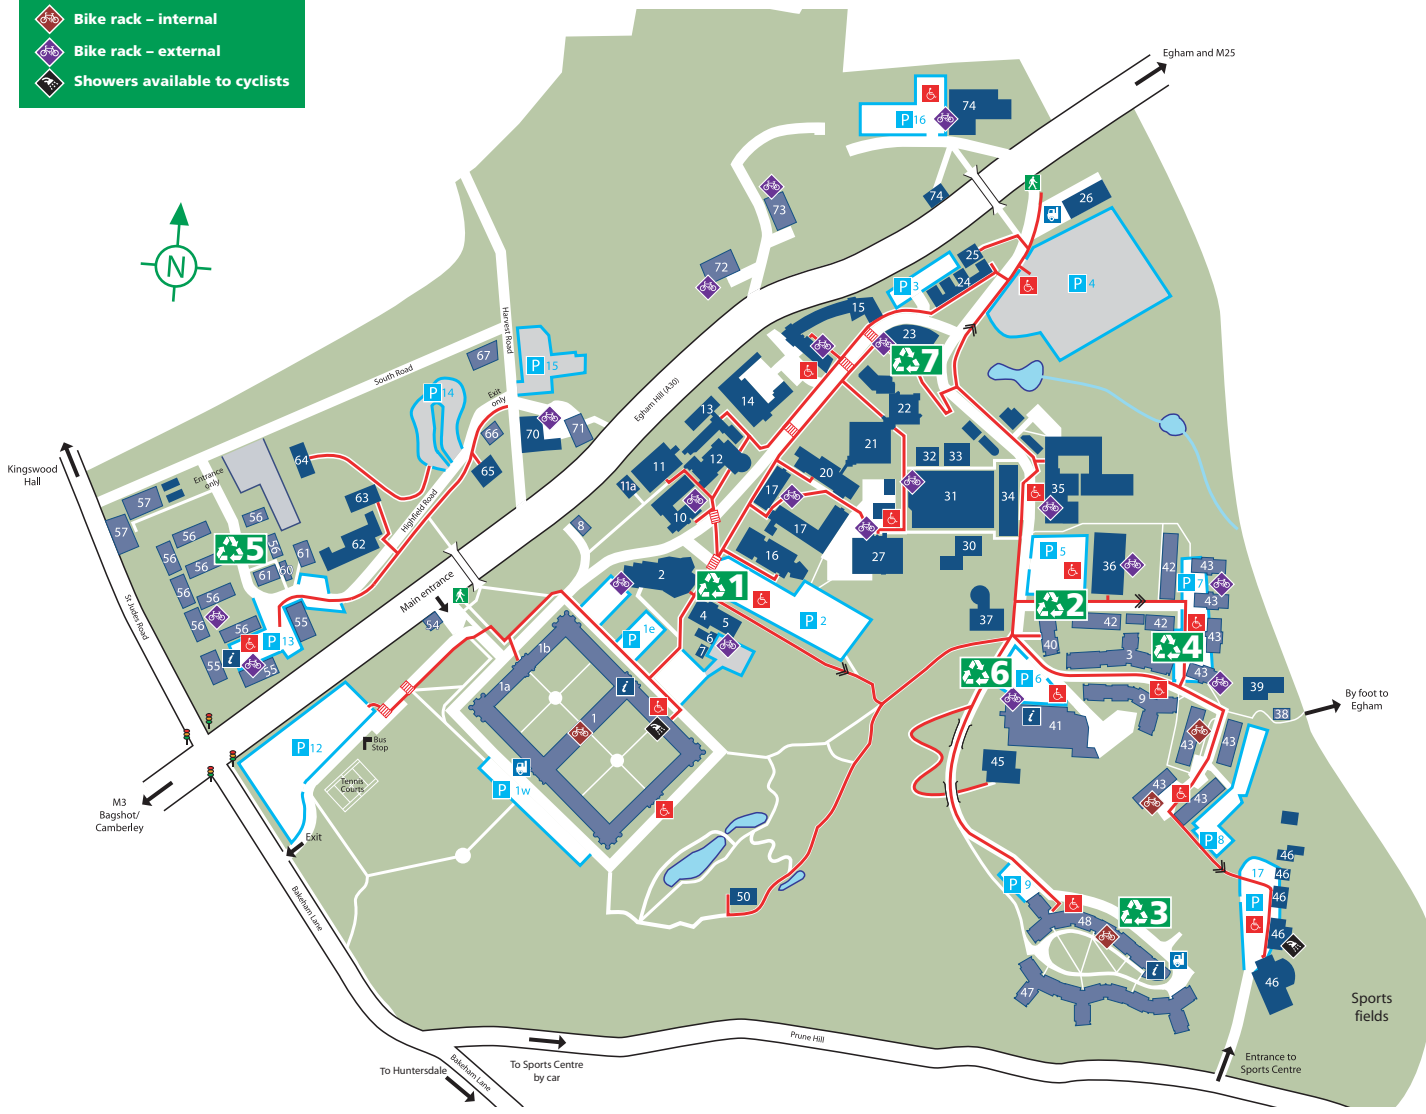 Bike rack – internal
Bike rack – external
Showers available to cyclists
Egham and M25
74
P 16
74
26
73
N
72
25
24
P 3
P 4
15
Harvest Road
23
67
P 15
7
South Road
P 14
Exit
only
Egham Hill (A30)
14
13
22
66
70
71
21
Kingswood
Hall
64
65
11
12
32
33
Entrance
only
20
11a
17
31
34
35
57
63
57
10
Highfield Road
56
56
8
17
5
56
62
61
27
30
P 5
36
42
43
56
56
16
61
60
2
1
P 7
56
56
St Judes Road
Main entrance
43
2
56
56
55
54
4
5
P 2
37
42
42
43
P 13
P 1e
6
7
40
3
4
i
55
55
1b
6
P 6
43
1a
i
39
By foot to
Egham
1
9
38
i
41
P 12
Bus
Stop
43
43
45
Tennis
Courts
P 1w
43
43
M3
Bagshot/
Camberley
Exit
46
P 8
46
17
46
P 9
P
46
Bakeham Lane
50
3
48
46
i
46
47
Sports
fields
Prune Hill
To Sports Centre
by car
Entrance to
Sports Centre
To Huntersdale
Bakeham Lane